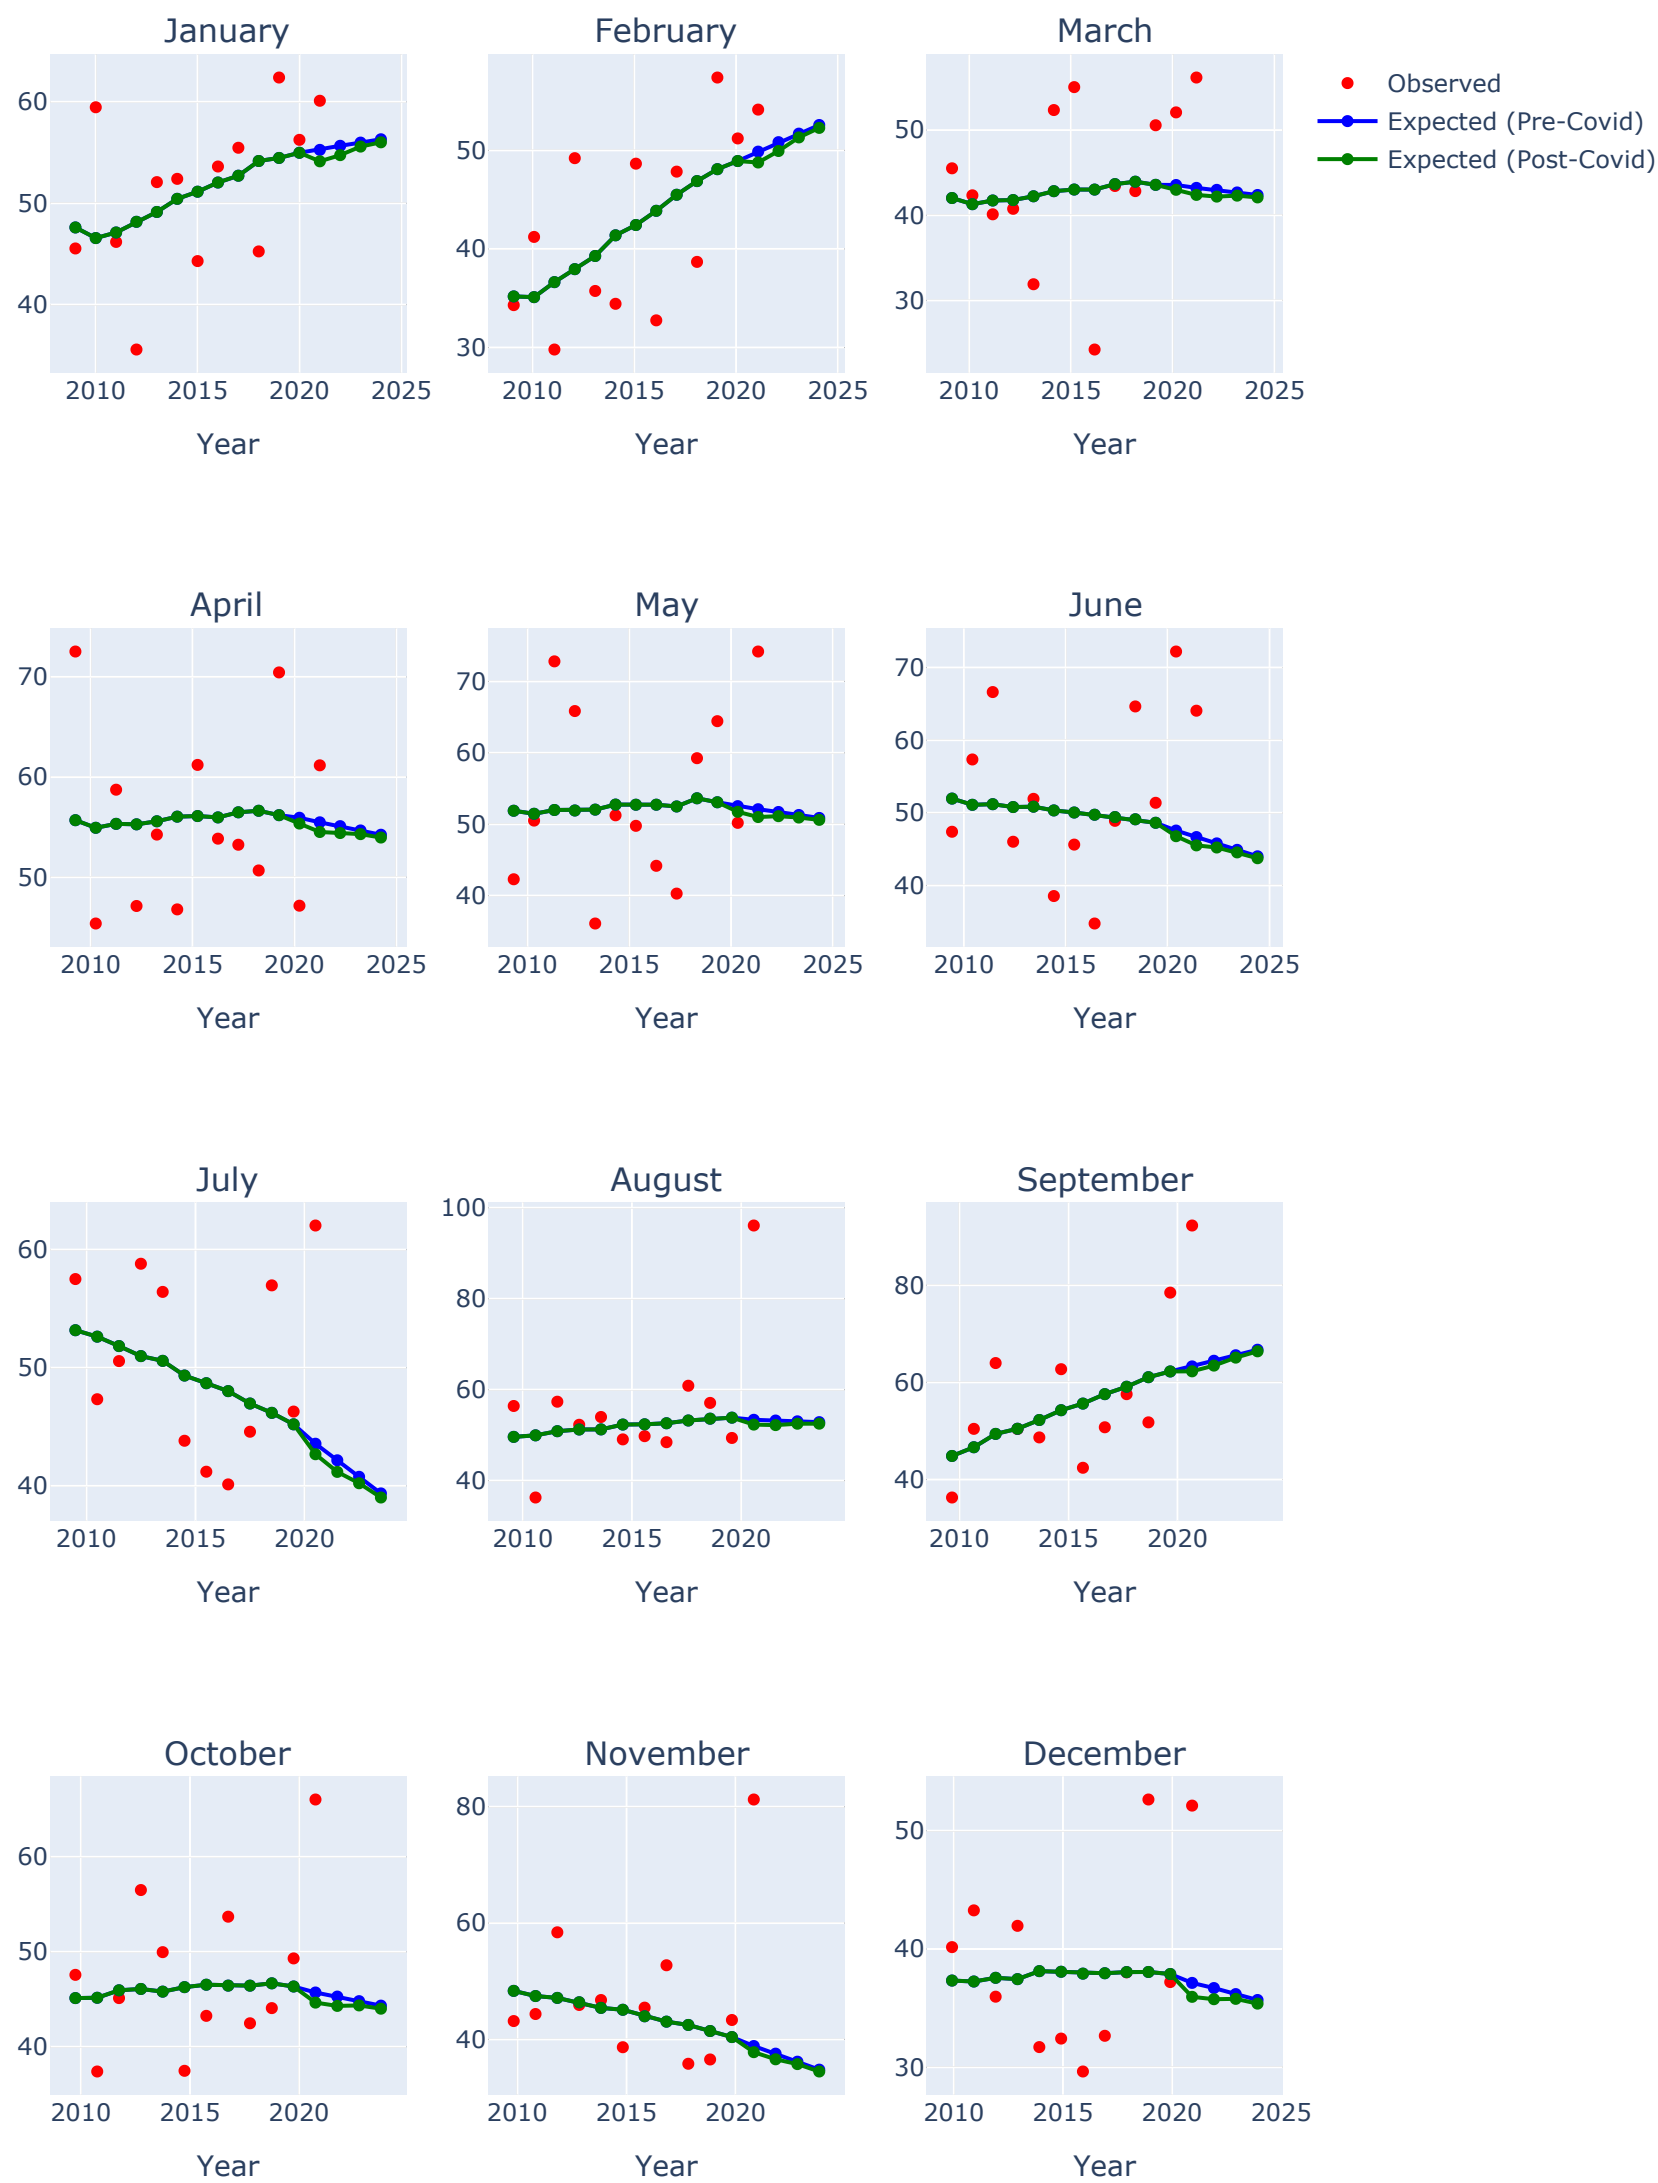 January February March
60
50
40
2010 2015 2020 2025
Year
50
40
30
2010 2015 2020 2025
Year
50
40
30
2010 2015 2020 2025
Year
Observed
Expected (Pre-Covid)
Expected (Post-Covid)
April May June
70
60
50
2010 2015 2020 2025
Year
70
60
50
40
2010 2015 2020 2025
Year
70
60
50
40
2010 2015 2020 2025
Year
July August September
60
50
40
2010 2015 2020
Year
100
80
60
40
2010 2015 2020
Year
80
60
40
2010 2015 2020
Year
October November December
60
50
40
2010 2015 2020
Year
80
60
40
2010 2015 2020
Year
50
40
30
2010 2015 2020 2025
Year